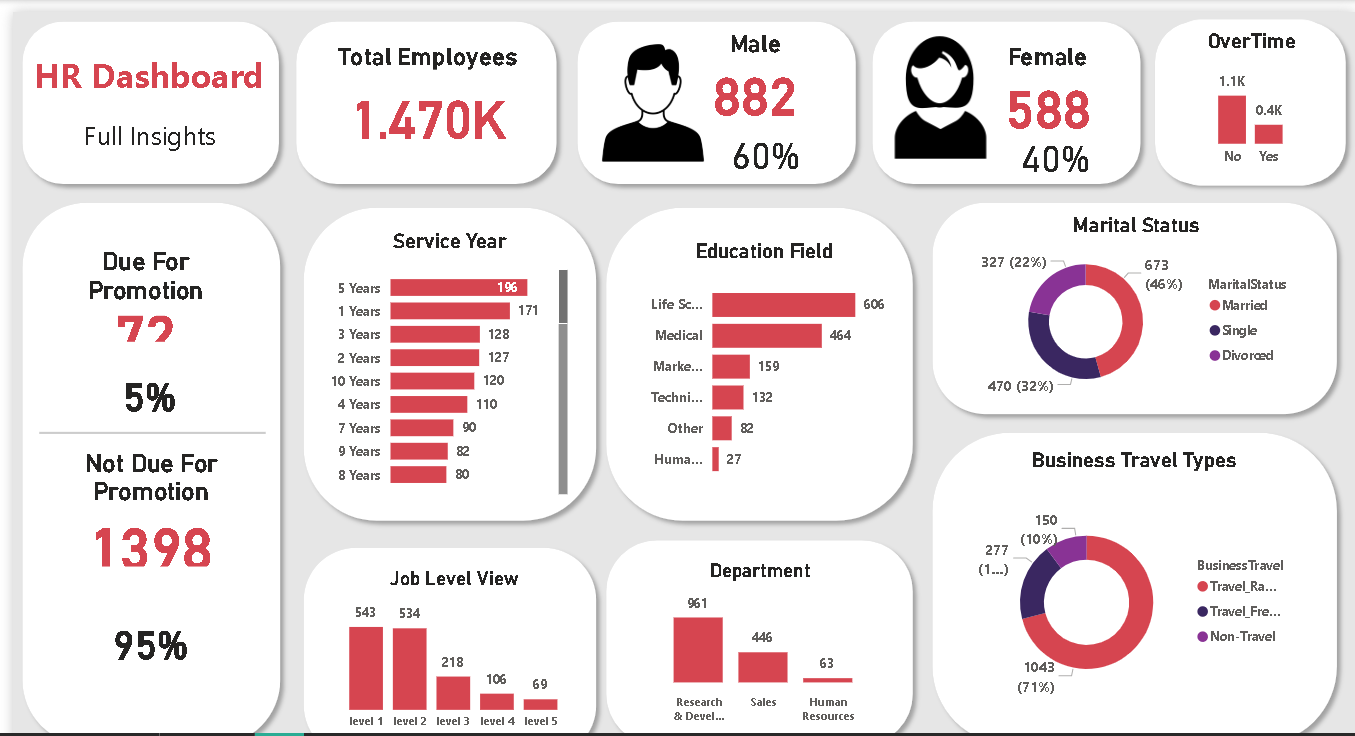 HR Dashboard
Full Insights
Total Employees
1.470K
Male
882
60%
Female
588
40%
OverTime
1.1K
0.4K
No
Yes
Due For
Promotion
72
5%
Not Due For
Promotion
1398
95%
Service Year
5 Years 196
1 Years 171
3 Years 128
2 Years 127
10 Years 120
4 Years 110
7 Years 90
9 Years 82
8 Years 80
Education Field
Life Sc... 606
Medical 464
Marke... 159
Techni... 132
Other 82
Huma... 27
Marital Status
327 (22%)
673
(46%)
470 (32%)
MaritalStatus
Married
Single
Divorced
Job Level View
543 534 218 106 69
level 1 level 2 level 3 level 4 level 5
Department
961 446 63
Research
& Devel...
Sales
Human
Resources
Business Travel Types
150
(10%)
277
(1...)
1043
(71%)
BusinessTravel
Travel_Ra...
Travel_Fre...
Non-Travel